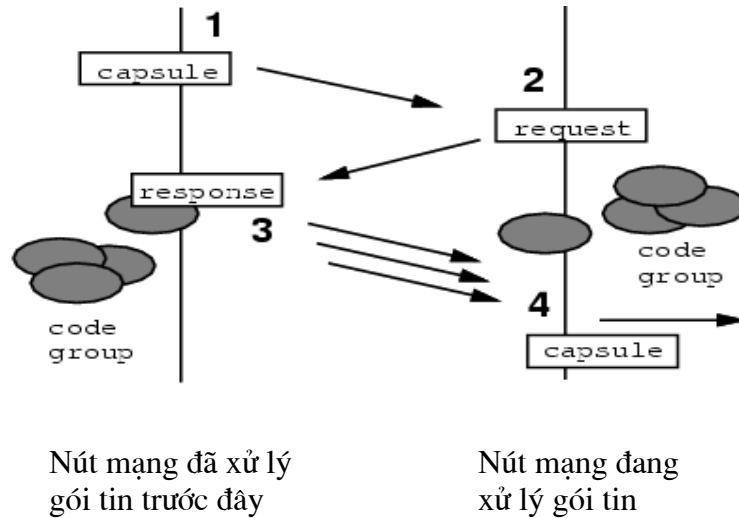 1
capsule
2
request
response
3
code
group
code
group
4
capsule
Nút mạng đã xử lý
gói tin trước đây
Nút mạng đang
xử lý gói tin